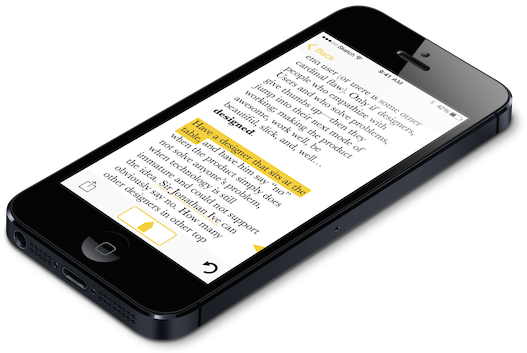 Sketch
9:41 AM
42%
Back
end user (or there is some other
cardinal flaw). Only if designers,
people who empathize with
Users and who solve problems,
give thumbs up—then they
jump into their next mode of
working: making the product
awesome, work well, be
beautiful, slick, and well...
designed.
Have a designer that sits at the
table, and have him say "no"
when the product simply does
not solve anyone's problem,
when technology is still
immature and could not support
the idea. Sir Jonathan Ive can
obviously say no. How many
other designers in other top